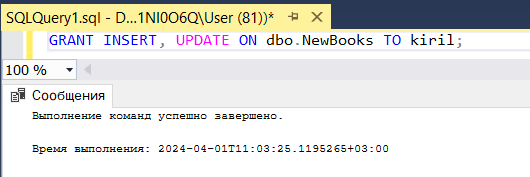 SQLQuery1.sql - D...1NI0O6Q\User (81))*
GRANT INSERT, UPDATE ON dbo.NewBooks TO kiril;
100 %
Сообщения
Выполнение команд успешно завершено.
Время выполнения: 2024-04-01T11:03:25.1195265+03:00